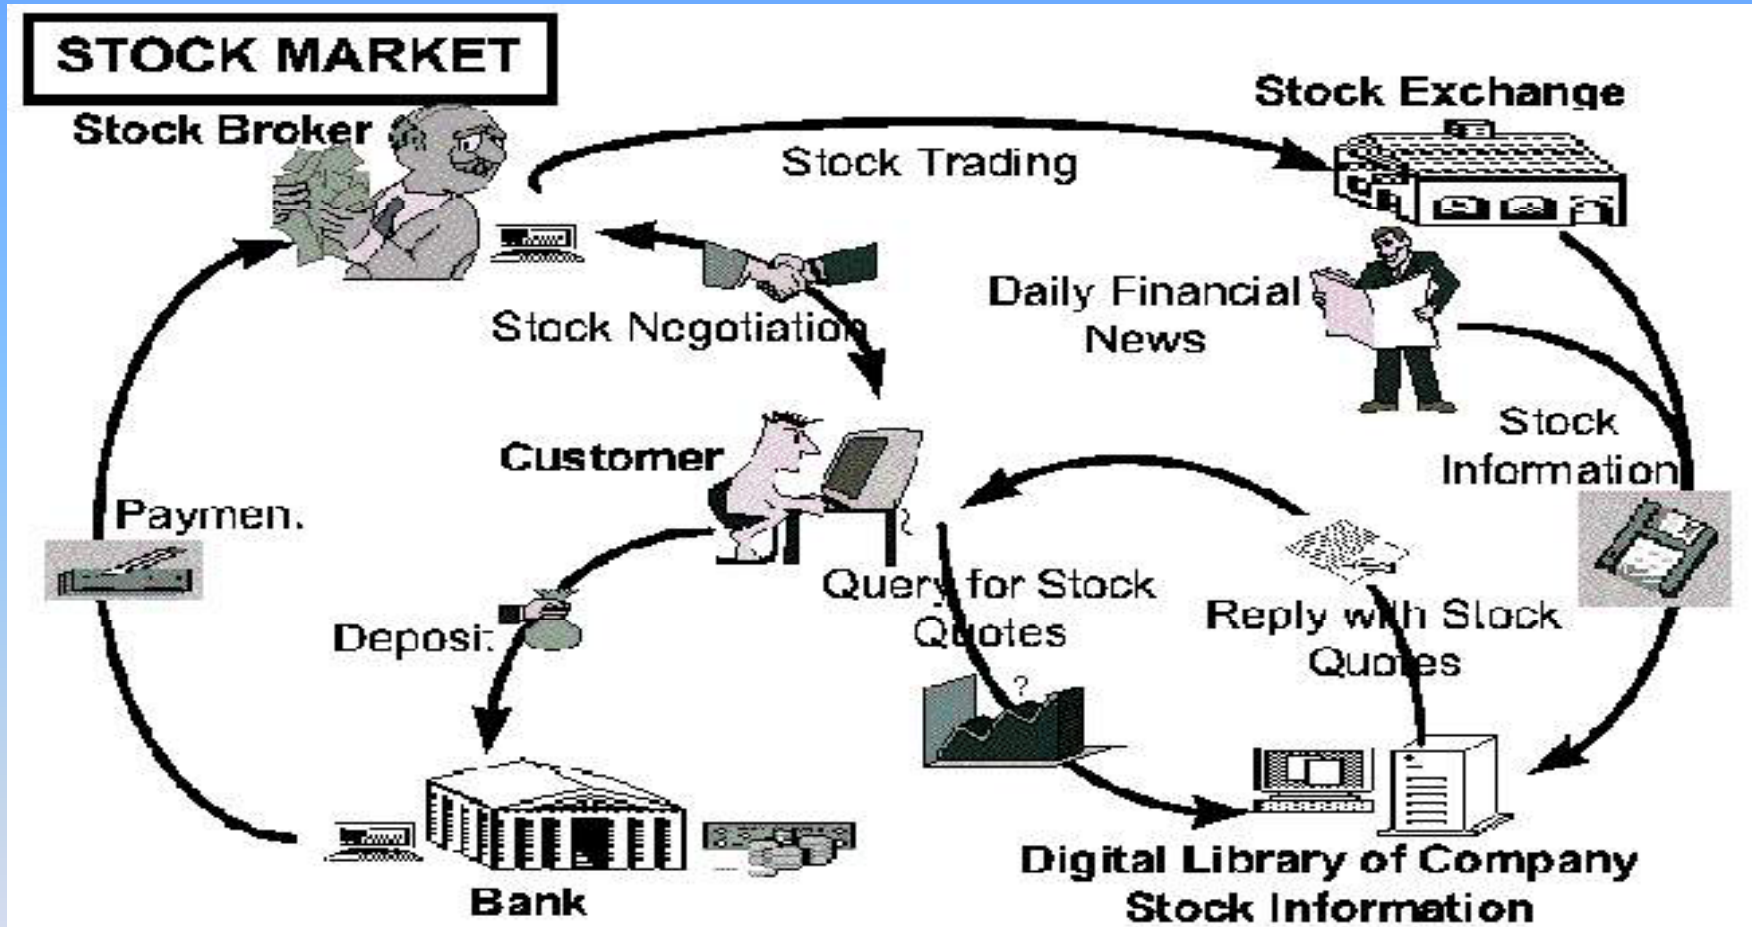 STOCK MARKET
Stock Broker
Stock Exchange
Stock Trading
Stock Negotiation
Daily Financial
News
Stock
Information
Customer
Paymen.
Deposi.
Query for Stock
Quotes
?
Reply with Stock
Quotes
Bank
Digital Library of Company
Stock Information